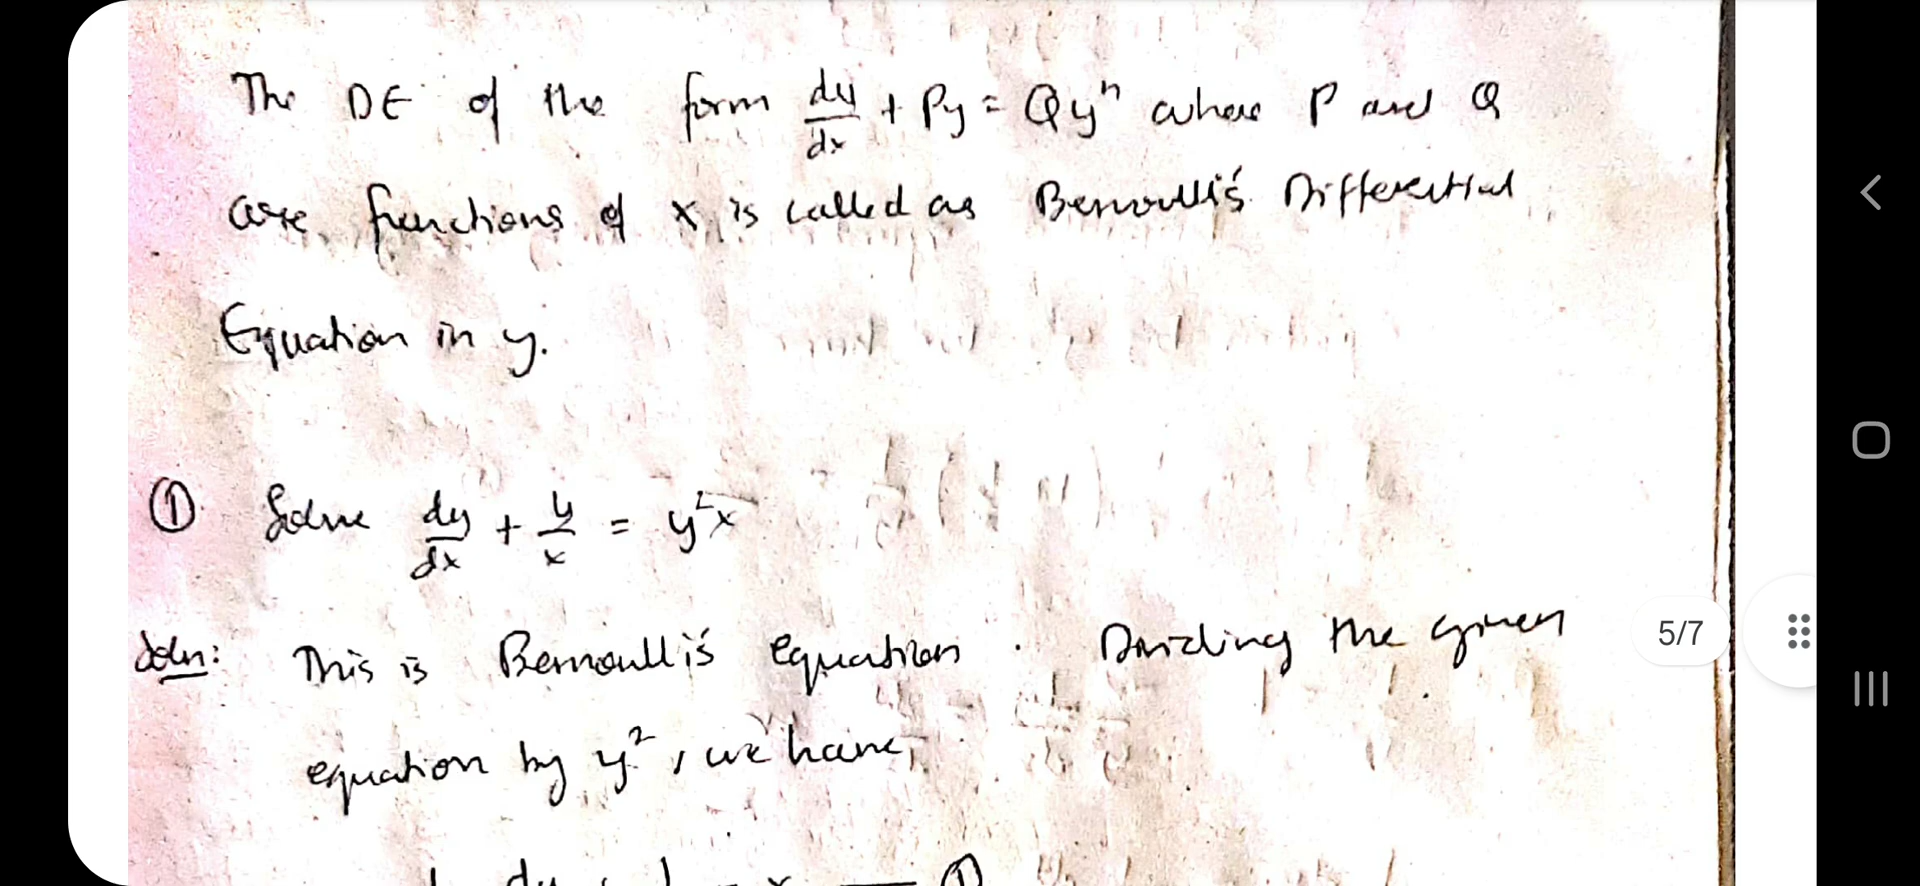 The DE of the form dy/dx + Py = Qy^n where P and Q
are functions of x is called as Bernoulli's Differential
Equation in y.
① Solve dy/dx + y/x = y²x
Soln: This is Bernoulli's equation. Dividing the given
equation by y², we have,
5/7